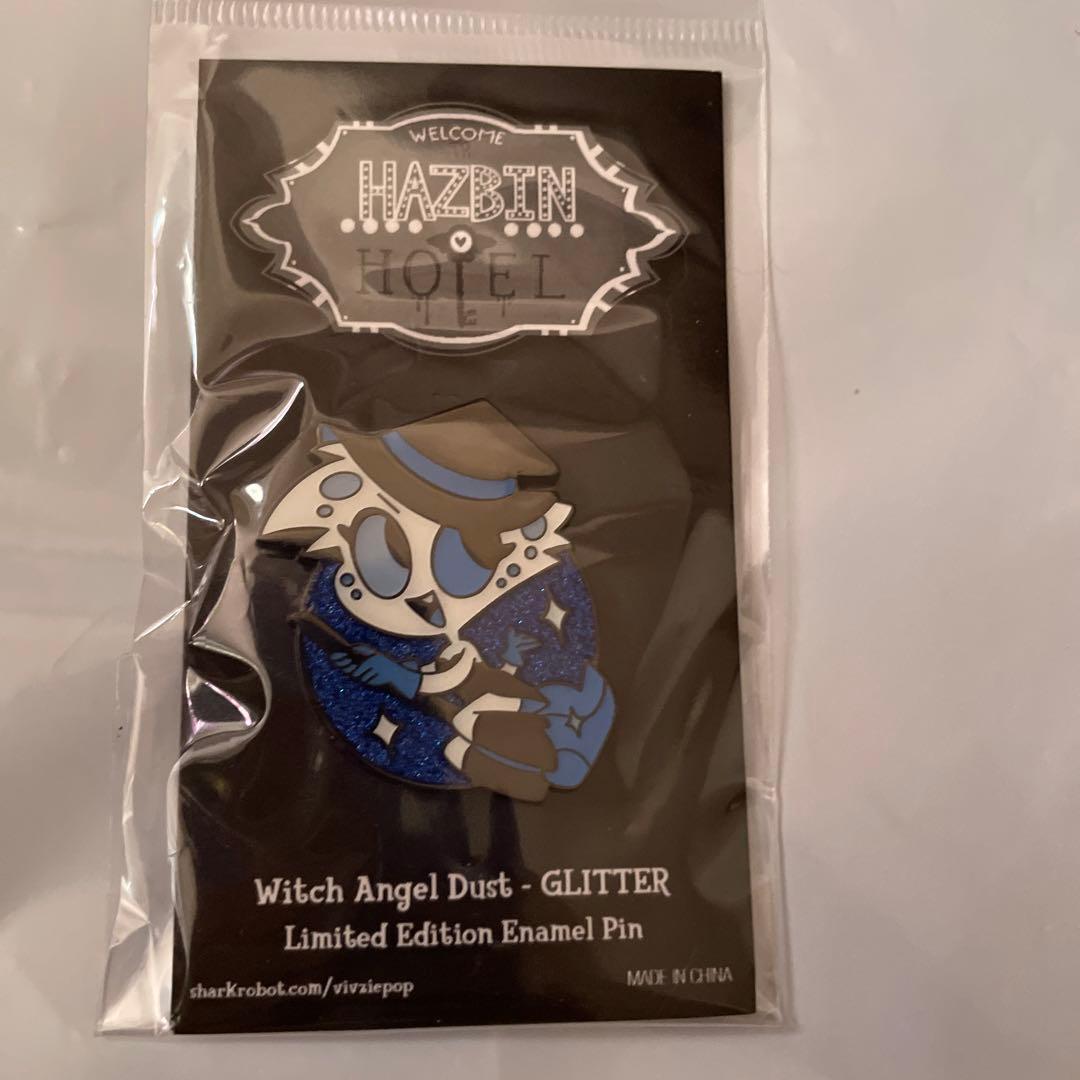 WELCOME
HAZBIN
HOTEL
Witch Angel Dust - GLITTER
Limited Edition Enamel Pin
sharkrobot.com/vivziepop
MADE IN CHINA